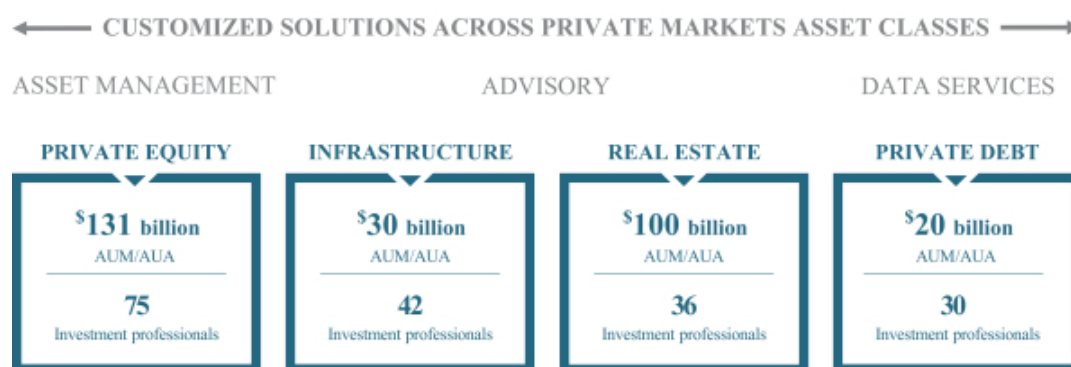 CUSTOMIZED SOLUTIONS ACROSS PRIVATE MARKETS ASSET CLASSES
ASSET MANAGEMENT ADVISORY DATA SERVICES
PRIVATE EQUITY INFRASTRUCTURE REAL ESTATE PRIVATE DEBT
$131 billion $30 billion $100 billion $20 billion
AUM/AUA AUM/AUA AUM/AUA AUM/AUA
75 42 36 30
Investment professionals Investment professionals Investment professionals Investment professionals